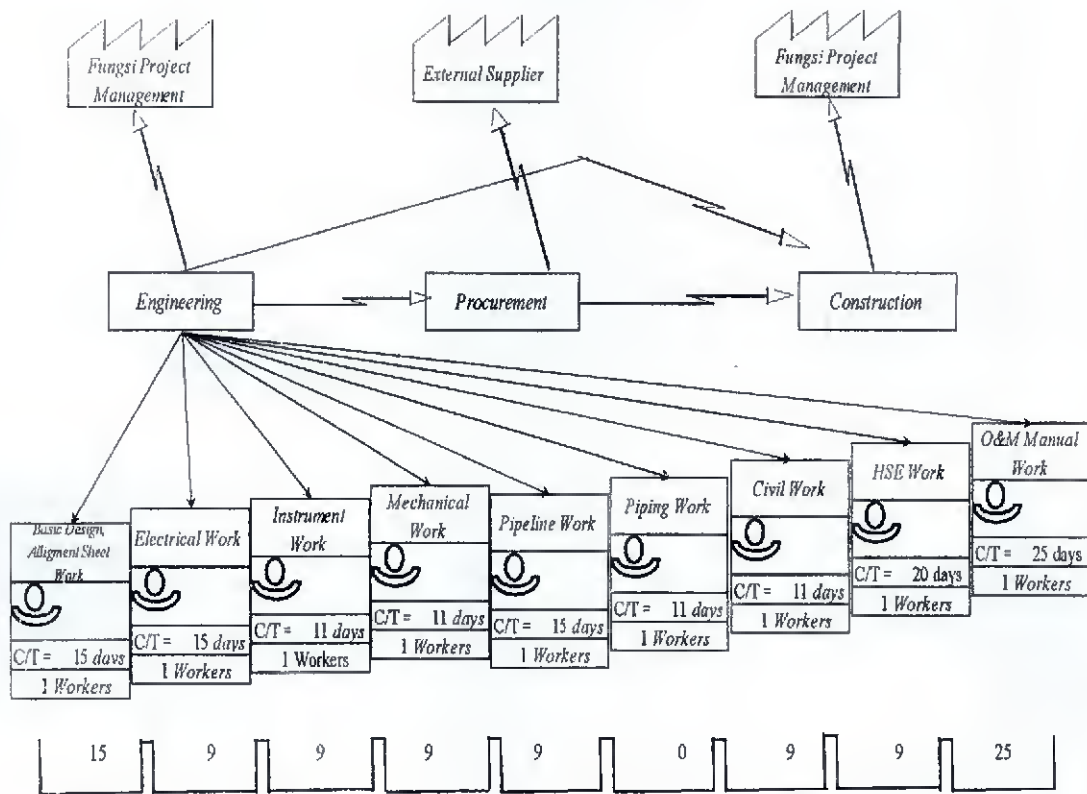 Fungsi Project
Management
External Supplier
Fungsi Project
Management
Engineering
Procurement
Construction
Basic Design,
Alligment Sheet
Work
C/T = 15 days
1 Workers
Electrical Work
C/T = 15 days
1 Workers
Instrument
Work
C/T = 11 days
1 Workers
Mechanical
Work
C/T = 11 days
1 Workers
Pipeline Work
C/T = 15 days
1 Workers
Piping Work
C/T = 11 days
1 Workers
Civil Work
C/T = 11 days
1 Workers
HSE Work
C/T = 20 days
1 Workers
O&M Manual
Work
C/T = 25 days
1 Workers
15 9 9 9 9 0 9 9 25